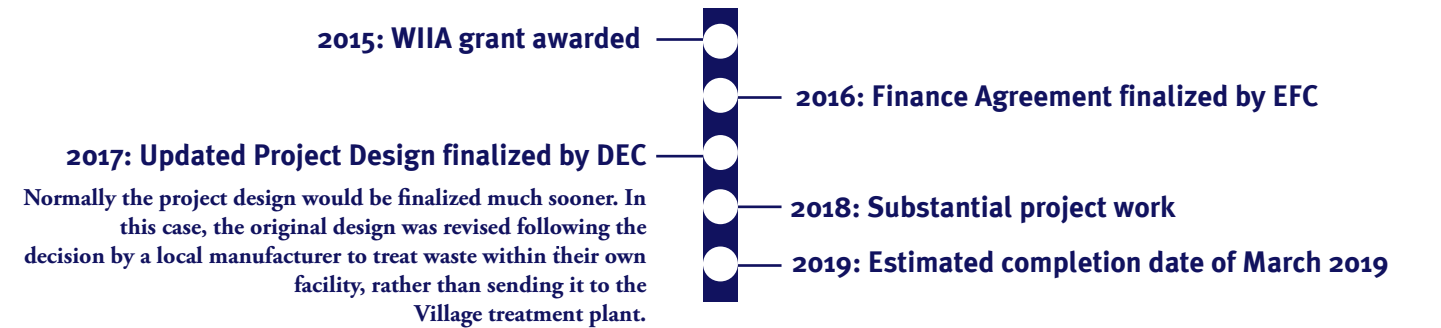 2015: WIIA grant awarded
2016: Finance Agreement finalized by EFC
2017: Updated Project Design finalized by DEC
Normally the project design would be finalized much sooner. In
this case, the original design was revised following the
decision by a local manufacturer to treat waste within their own
facility, rather than sending it to the
Village treatment plant.
2018: Substantial project work
2019: Estimated completion date of March 2019